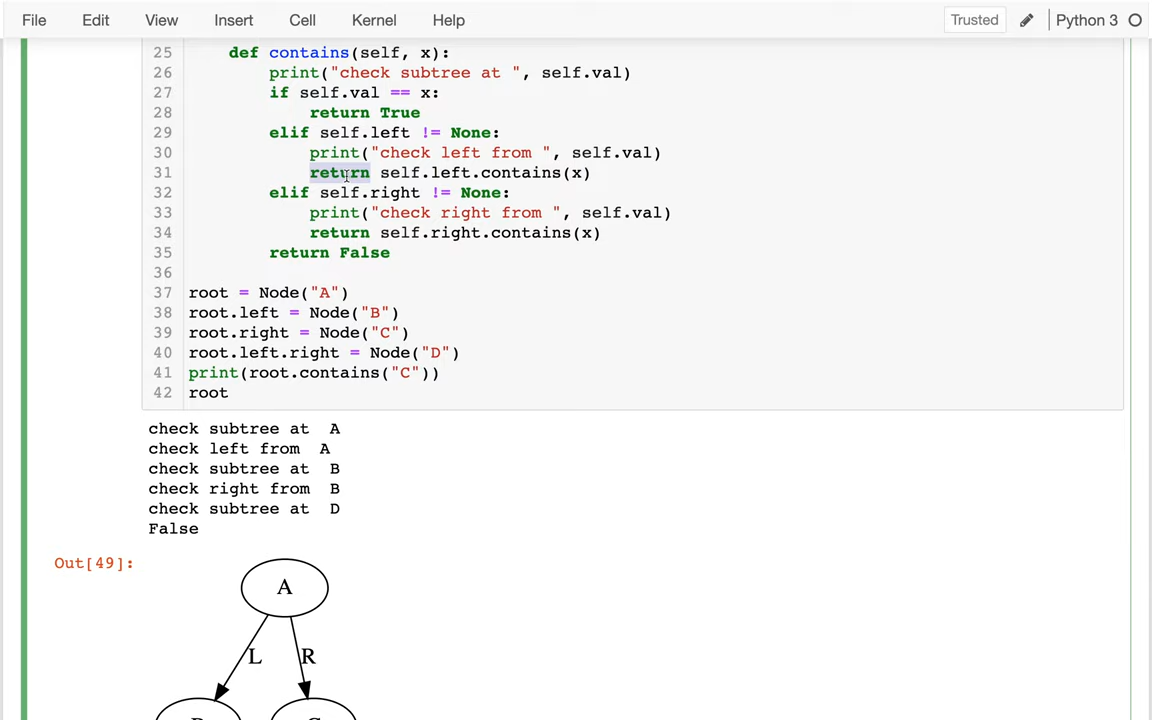 File Edit View Insert Cell Kernel Help Trusted Python 3
25 def contains(self, x):
26 print("check subtree at ", self.val)
27 if self.val == x:
28 return True
29 elif self.left != None:
30 print("check left from ", self.val)
31 return self.left.contains(x)
32 elif self.right != None:
33 print("check right from ", self.val)
34 return self.right.contains(x)
35 return False
36
37 root = Node("A")
38 root.left = Node("B")
39 root.right = Node("C")
40 root.left.right = Node("D")
41 print(root.contains("C"))
42 root
check subtree at  A
check left from  A
check subtree at  B
check right from  B
check subtree at  D
False
Out[49]:
A
L R